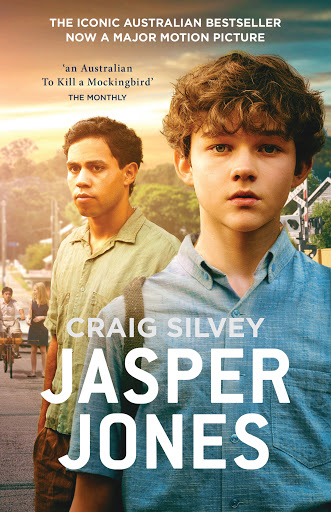 THE ICONIC AUSTRALIAN BESTSELLER
NOW A MAJOR MOTION PICTURE
'an Australian
To Kill a Mockingbird'
THE MONTHLY
CRAIG SILVEY
JASPER
JONES